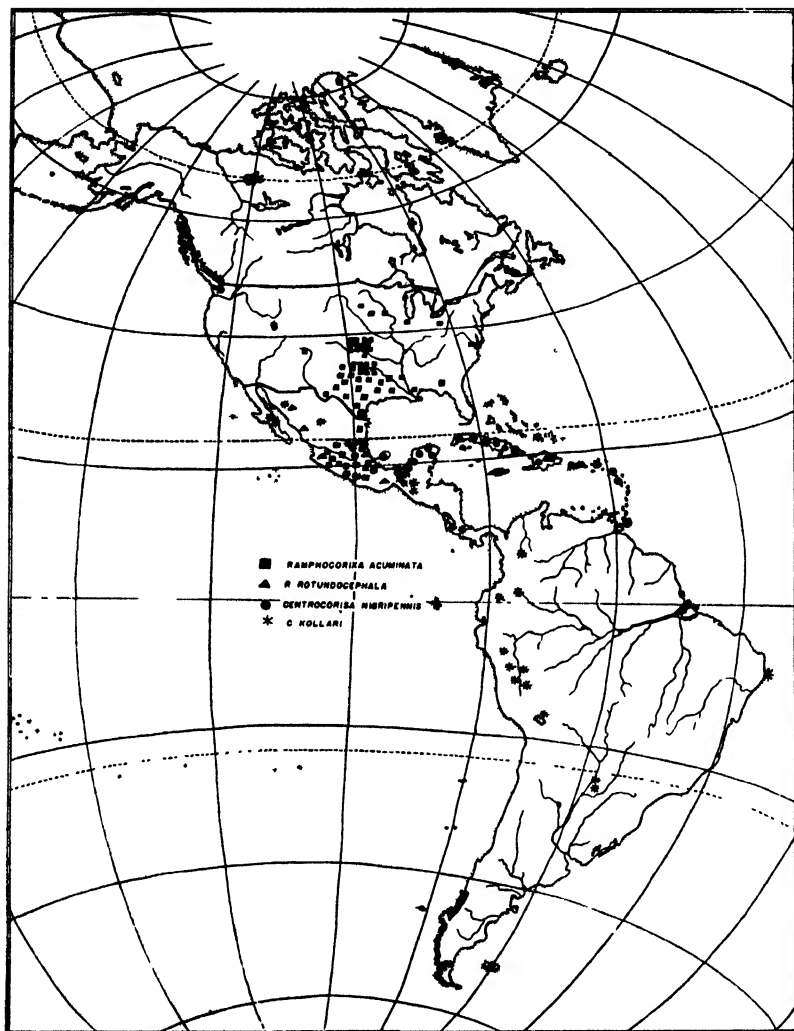 RAMPHOCORIXA ACUMINATA
R ROTUNDOCEPHALA
CENTROCORISA NIGRIPENNIS
C KOLLARI